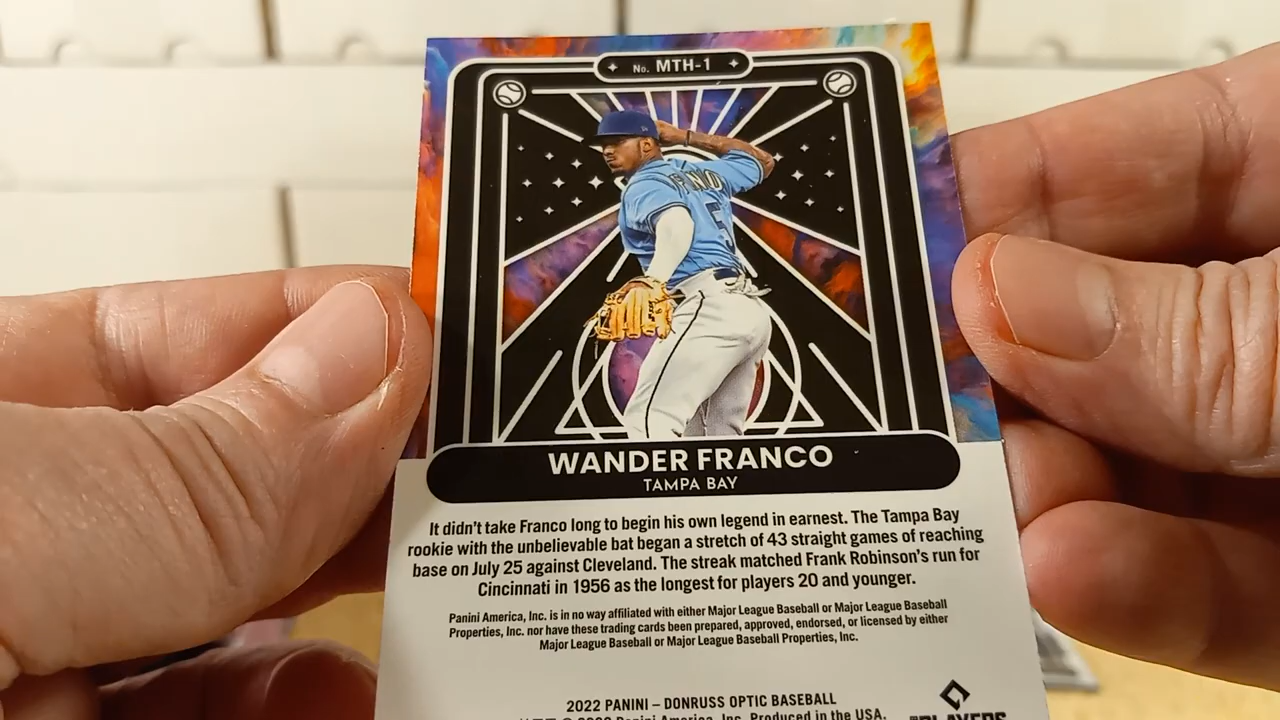 No. MTH-1
WANDER FRANCO
TAMPA BAY
It didn't take Franco long to begin his own legend in earnest. The Tampa Bay
rookie with the unbelievable bat began a stretch of 43 straight games of reaching
base on July 25 against Cleveland. The streak matched Frank Robinson's run for
Cincinnati in 1956 as the longest for players 20 and younger.
Panini America, Inc. is in no way affiliated with either Major League Baseball or Major League Baseball
Properties, Inc. nor have these trading cards been prepared, approved, endorsed, or licensed by either
Major League Baseball or Major League Baseball Properties, Inc.
2022 PANINI – DONRUSS OPTIC BASEBALL
Panini America, Inc. Produced in the USA.
PLAYERS